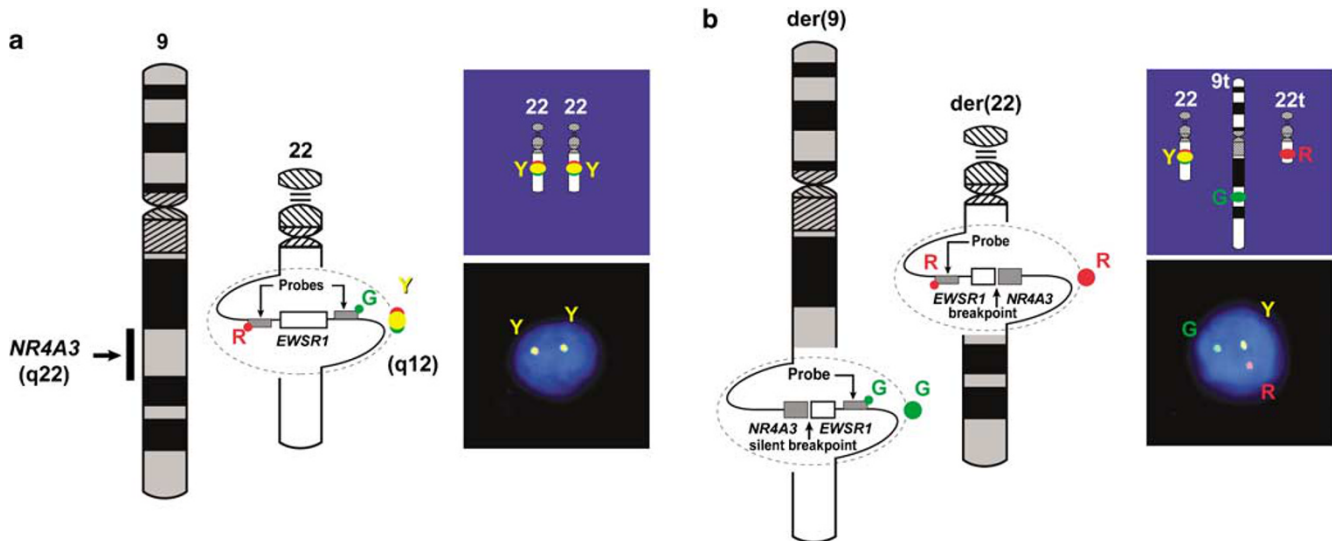 a
9
22
NR4A3
(q22)
Probes
R
G
EWSR1
Y
(q12)
22 22
Y Y
Y Y
b
der(9)
Probe
G
G
NR4A3 EWSR1
silent breakpoint
der(22)
Probe
R
R
EWSR1 NR4A3
breakpoint
9t
22 22t
Y R
G
Y
G
R